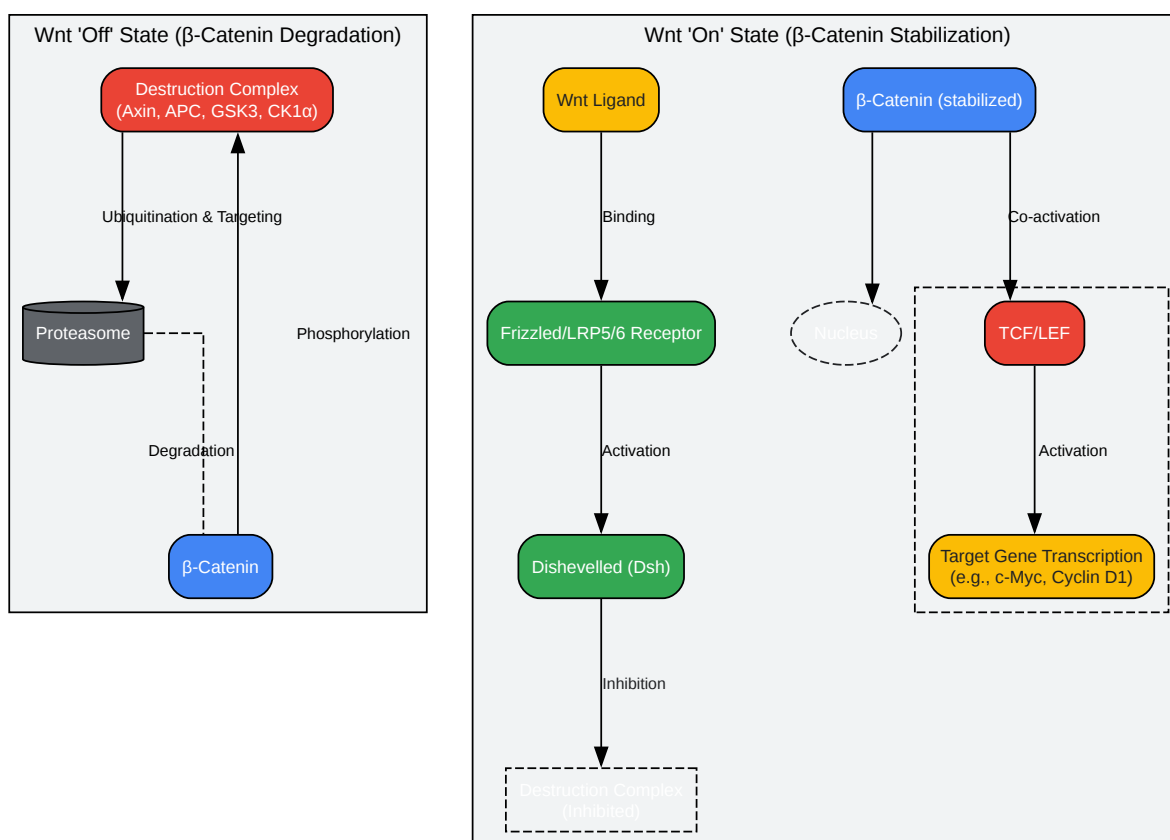 Wnt 'Off' State (β-Catenin Degradation)
Destruction Complex
(Axin, APC, GSK3, CK1α)
Ubiquitination & Targeting
Proteasome
Phosphorylation
Degradation
β-Catenin
Wnt 'On' State (β-Catenin Stabilization)
Wnt Ligand
β-Catenin (stabilized)
Binding
Co-activation
Frizzled/LRP5/6 Receptor
Nucleus
TCF/LEF
Activation
Activation
Dishevelled (Dsh)
Target Gene Transcription
(e.g., c-Myc, Cyclin D1)
Inhibition
Destruction Complex
(Inhibited)